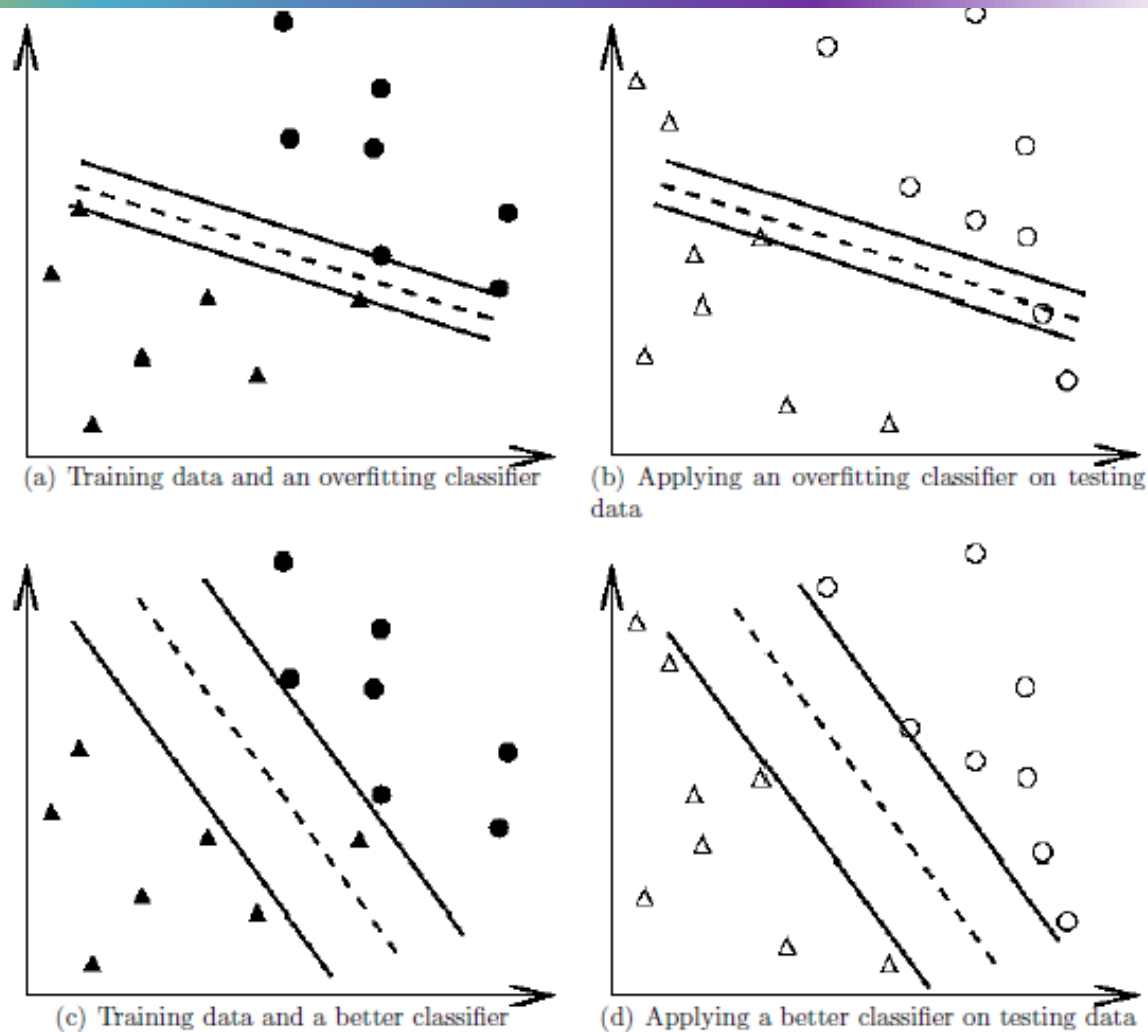 (a) Training data and an overfitting classifier
(b) Applying an overfitting classifier on testing
data
(c) Training data and a better classifier
(d) Applying a better classifier on testing data